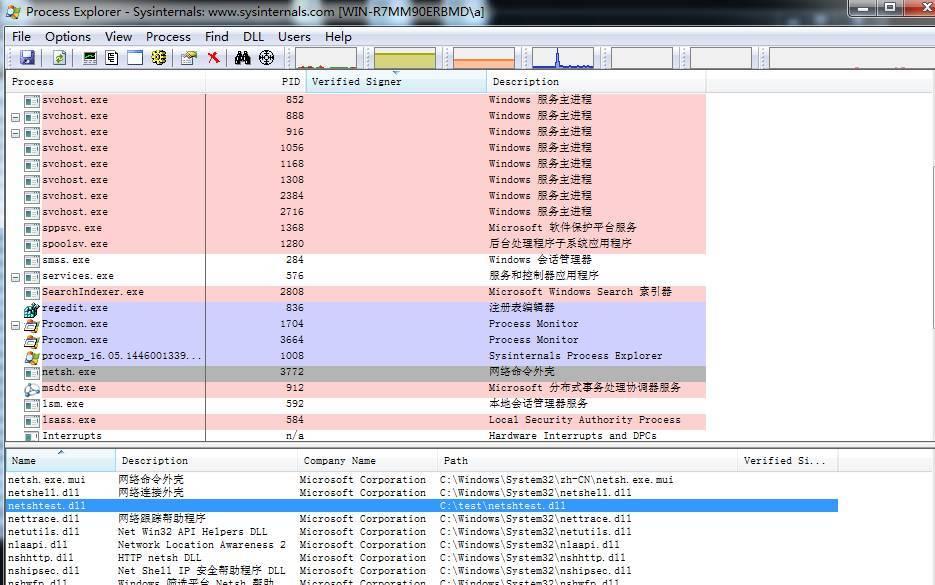 Process Explorer - Sysinternals: www.sysinternals.com [WIN-R7MM90ERBMD\a]
File Options View Process Find DLL Users Help
Process PID Verified Signer Description
svchost.exe 852 Windows 服务主进程
svchost.exe 888 Windows 服务主进程
svchost.exe 916 Windows 服务主进程
svchost.exe 1056 Windows 服务主进程
svchost.exe 1168 Windows 服务主进程
svchost.exe 1308 Windows 服务主进程
svchost.exe 2384 Windows 服务主进程
svchost.exe 2716 Windows 服务主进程
sppsvc.exe 1368 Microsoft 软件保护平台服务
spoolsv.exe 1280 后台处理程序子系统应用程序
smss.exe 284 Windows 会话管理器
services.exe 576 服务和控制器应用程序
SearchIndexer.exe 2808 Microsoft Windows Search 索引器
regedit.exe 836 注册表编辑器
Procmon.exe 1704 Process Monitor
Procmon.exe 3664 Process Monitor
procexp_16.05.1446001339... 1008 Sysinternals Process Explorer
netsh.exe 3772 网络命令外壳
msdtc.exe 912 Microsoft 分布式事务处理协调器服务
lsm.exe 592 本地会话管理器服务
lsass.exe 584 Local Security Authority Process
Interrupts n/a Hardware Interrupts and DPCs
Name Description Company Name Path Verified Si...
netsh.exe.mui 网络命令外壳 Microsoft Corporation C:\Windows\System32\zh-CN\netsh.exe.mui
netshell.dll 网络连接外壳 Microsoft Corporation C:\Windows\System32\netshell.dll
netshtest.dll C:\test\netshtest.dll
nettrace.dll 网络跟踪帮助程序 Microsoft Corporation C:\Windows\System32\nettrace.dll
netutils.dll Net Win32 API Helpers DLL Microsoft Corporation C:\Windows\System32\netutils.dll
nlaapi.dll Network Location Awareness 2 Microsoft Corporation C:\Windows\System32\nlaapi.dll
nshhttp.dll HTTP netsh DLL Microsoft Corporation C:\Windows\System32\nshhttp.dll
nshipsec.dll Net Shell IP 安全帮助程序 DLL Microsoft Corporation C:\Windows\System32\nshipsec.dll
nshwfp.dll Windows 筛选平台 Netsh 帮助 Microsoft Corporation C:\Windows\System32\nshwfp.dll